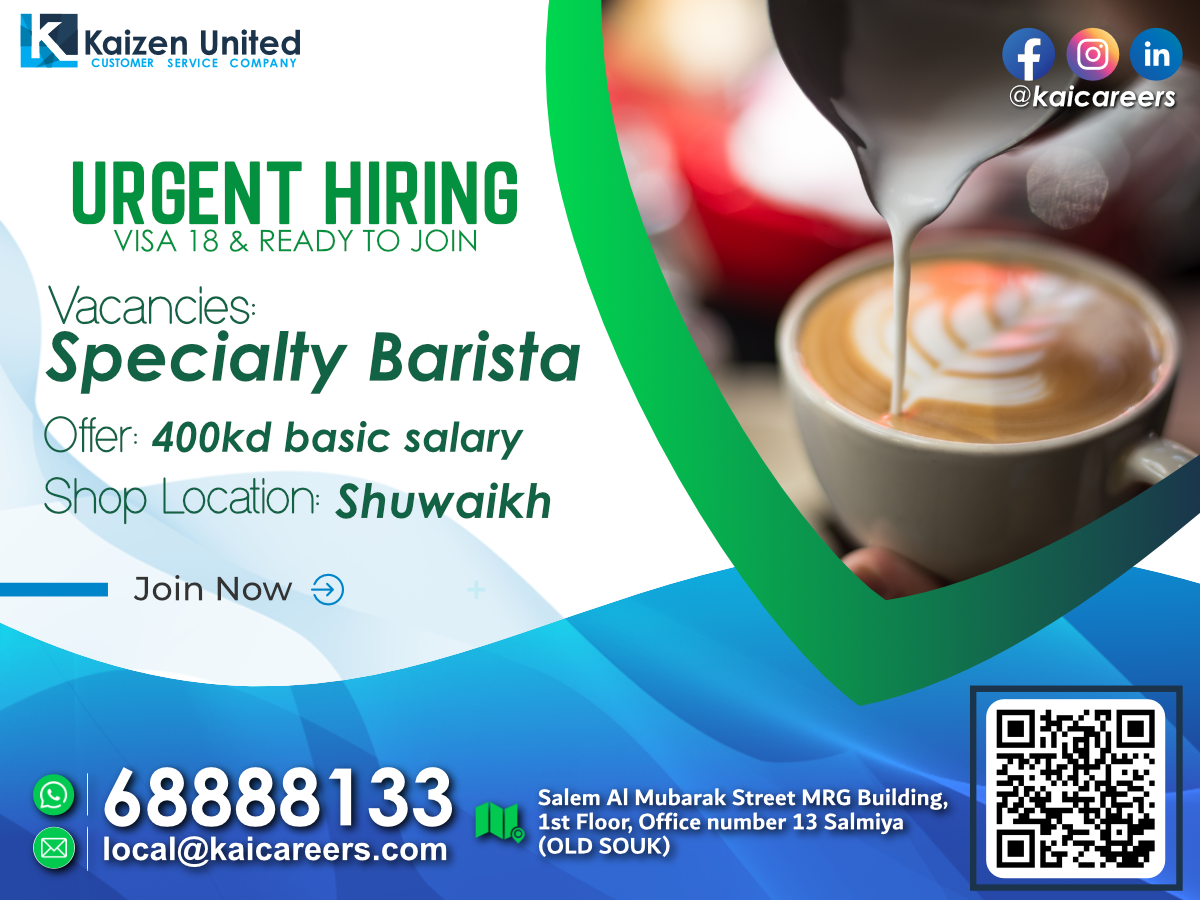 Kaizen United
CUSTOMER SERVICE COMPANY
@kaicareers
URGENT HIRING
VISA 18 & READY TO JOIN
Vacancies:
Specialty Barista
Offer: 400kd basic salary
Shop Location: Shuwaikh
Join Now
68888133
local@kaicareers.com
Salem Al Mubarak Street MRG Building,
1st Floor, Office number 13 Salmiya
(OLD SOUK)